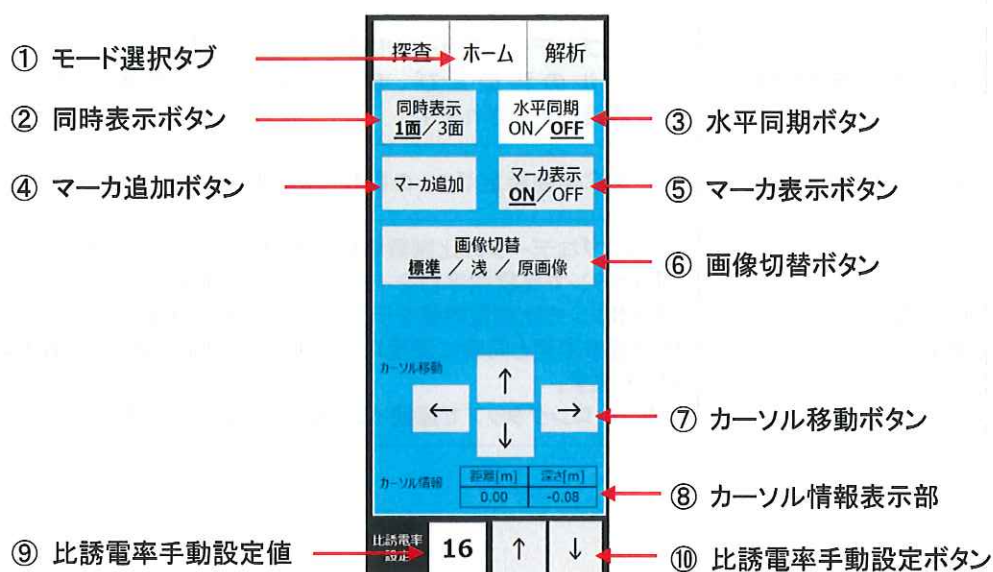 ① モード選択タブ
② 同時表示ボタン
④ マーカ追加ボタン
⑨ 比誘電率手動設定値
探査 ホーム 解析
同時表示
1面/3面
水平同期
ON/OFF
マーカ追加
マーカ表示
ON/OFF
画像切替
標準 / 浅 / 原画像
カーソル移動
↑
← →
↓
カーソル情報
距離[m] 深さ[m]
0.00 -0.08
比誘電率
設定
16 ↑ ↓
③ 水平同期ボタン
⑤ マーカ表示ボタン
⑥ 画像切替ボタン
⑦ カーソル移動ボタン
⑧ カーソル情報表示部
⑩ 比誘電率手動設定ボタン